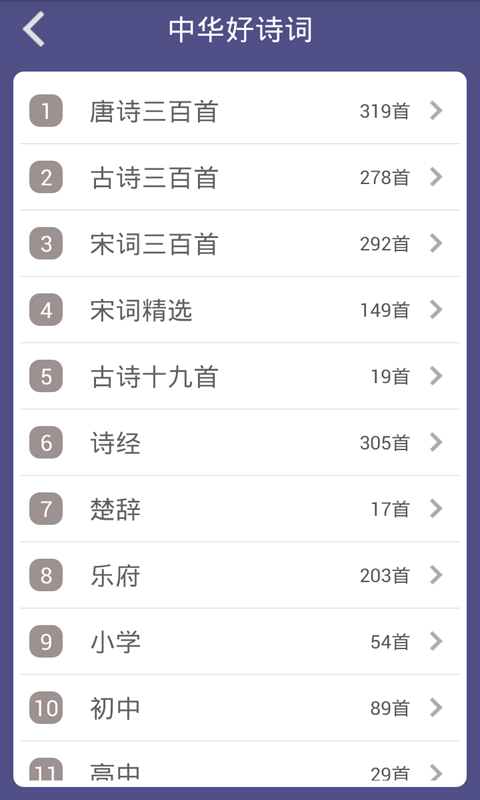 中华好诗词
1 唐诗三百首 319首
2 古诗三百首 278首
3 宋词三百首 292首
4 宋词精选 149首
5 古诗十九首 19首
6 诗经 305首
7 楚辞 17首
8 乐府 203首
9 小学 54首
10 初中 89首
11 高中 29首